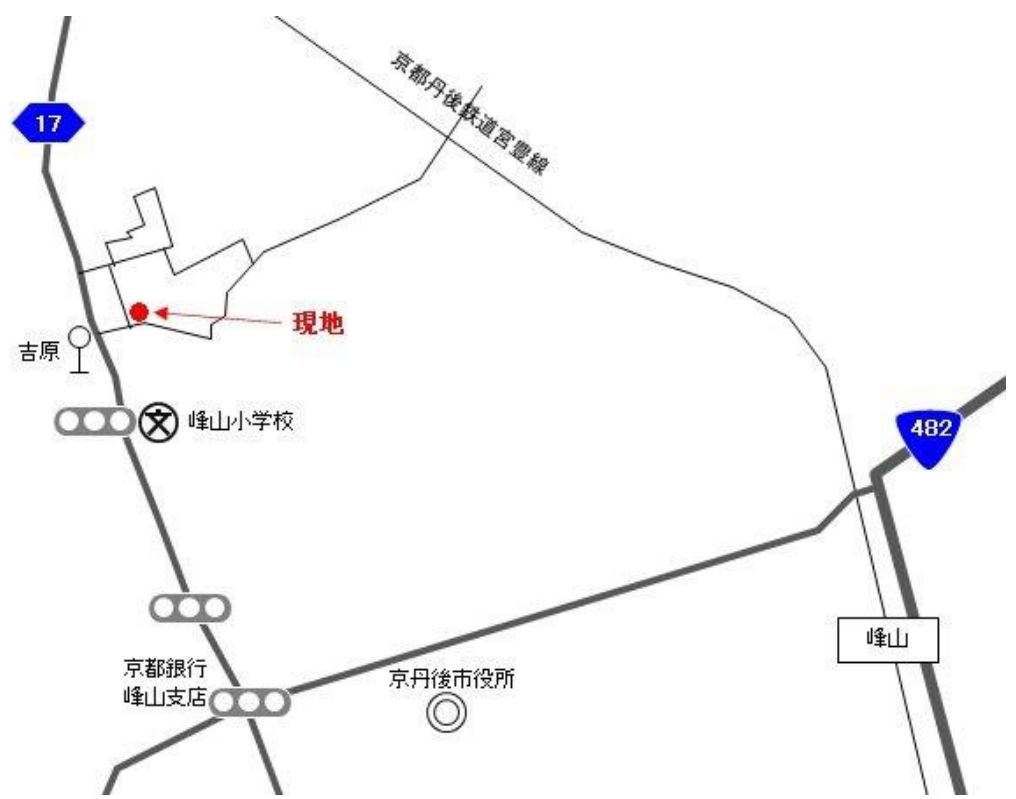 京都丹後鉄道宮豊線
17
現地
吉原
峰山小学校
482
峰山
京都銀行
峰山支店
京丹後市役所